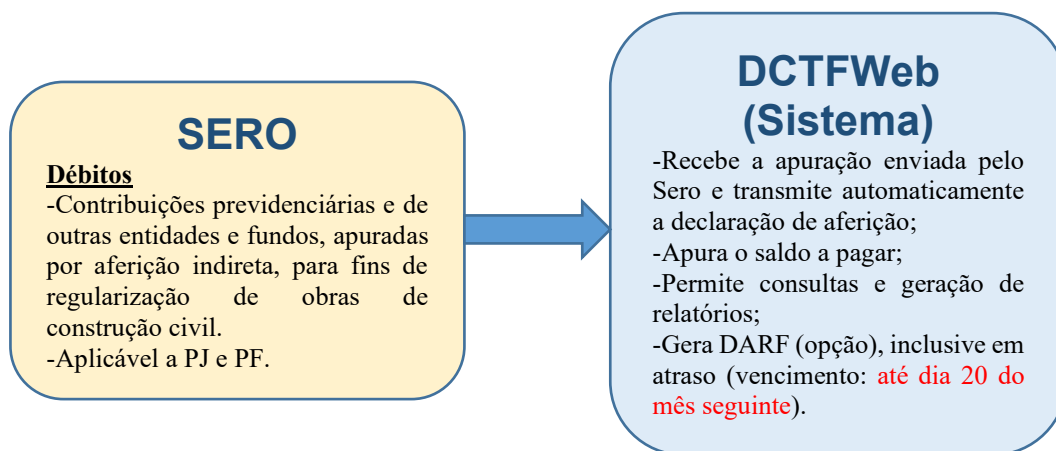 SERO
Débitos
-Contribuições previdenciárias e de
outras entidades e fundos, apuradas
por aferição indireta, para fins de
regularização de obras de
construção civil.
-Aplicável a PJ e PF.
DCTFWeb
(Sistema)
-Recebe a apuração enviada pelo
Sero e transmite automaticamente
a declaração de aferição;
-Apura o saldo a pagar;
-Permite consultas e geração de
relatórios;
-Gera DARF (opção), inclusive em
atraso (vencimento: até dia 20 do
mês seguinte).